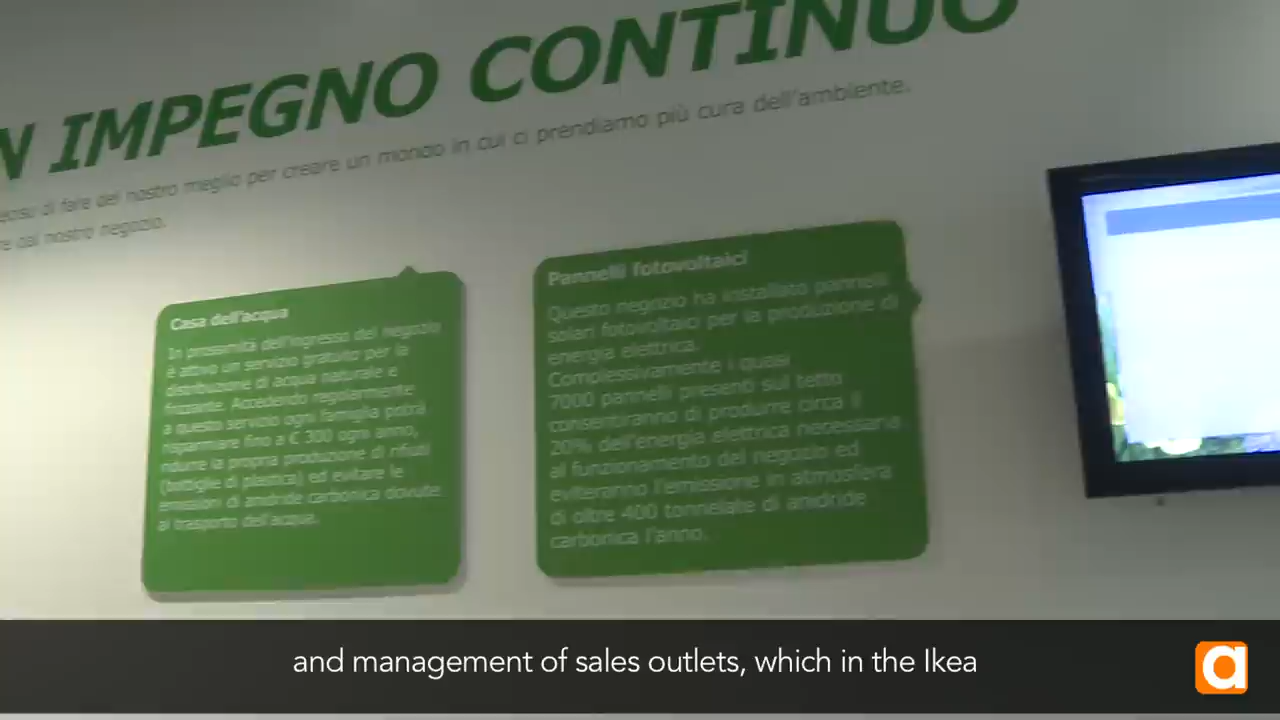 N IMPEGNO CONTINUO
di fare del nostro meglio per creare un mondo in cui ci prendiamo più cura dell'ambiente.
dal nostro negozio.
Casa dell'acqua
In prossimità dell'ingresso del negozio
è attivo un servizio gratuito per la
distribuzione di acqua naturale e
frizzante. Accedendo regolarmente
a questo servizio ogni famiglia potrà
risparmiare fino a € 300 ogni anno,
ridurre la propria produzione di rifiuti
(bottiglie di plastica) ed evitare le
emissioni di anidride carbonica dovute
al trasporto dell'acqua.
Pannelli fotovoltaici
Questo negozio ha installato pannelli
solari fotovoltaici per la produzione di
energia elettrica.
Complessivamente i quasi
7000 pannelli presenti sul tetto
consentiranno di produrre circa il
20% dell'energia elettrica necessaria
al funzionamento del negozio ed
eviteranno l'emissione in atmosfera
di oltre 400 tonnellate di anidride
carbonica l'anno.
and management of sales outlets, which in the Ikea
a